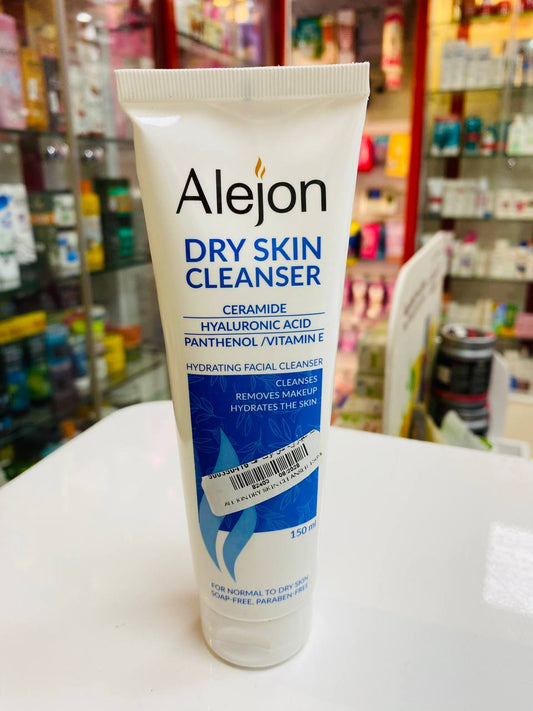 Alejon
DRY SKIN
CLEANSER
CERAMIDE
HYALURONIC ACID
PANTHENOL /VITAMIN E
HYDRATING FACIAL CLEANSER
CLEANSES
REMOVES MAKEUP
HYDRATES THE SKIN
150 ml
FOR NORMAL TO DRY SKIN
SOAP-FREE, PARABEN-FREE